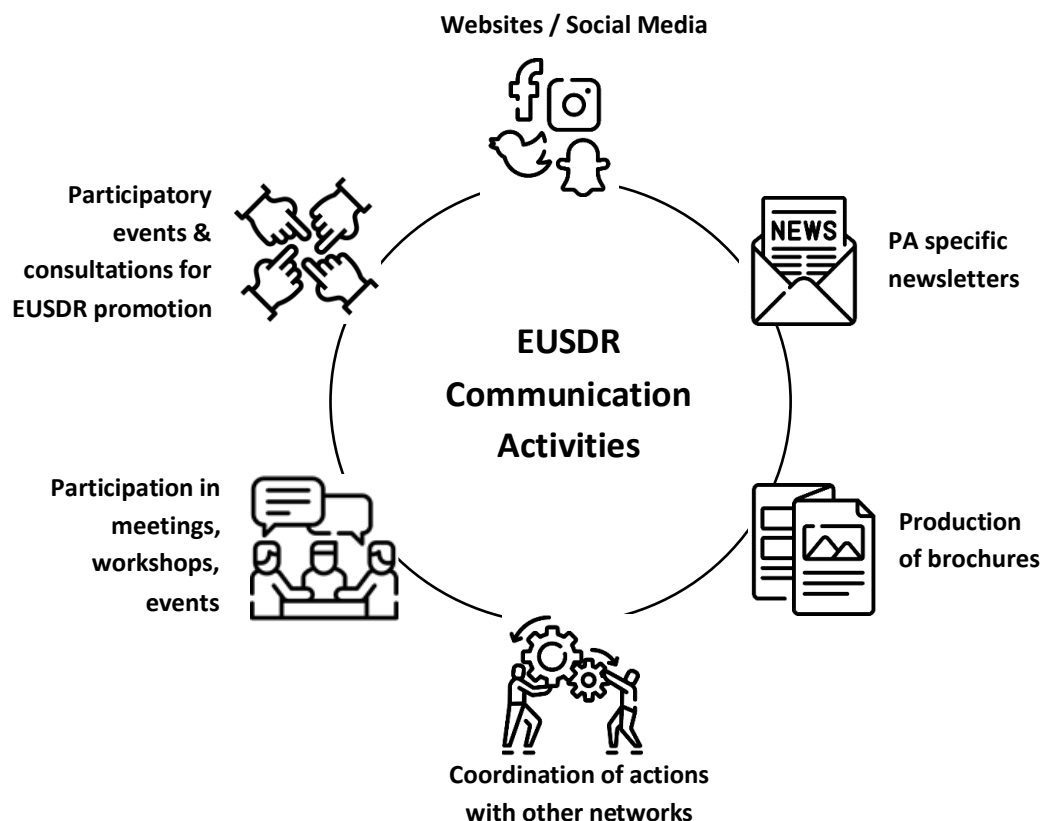 Websites / Social Media
NEWS
PA specific
newsletters
Production
of brochures
Coordination of actions
with other networks
Participation in
meetings,
workshops,
events
Participatory
events &
consultations for
EUSDR promotion
EUSDR
Communication
Activities